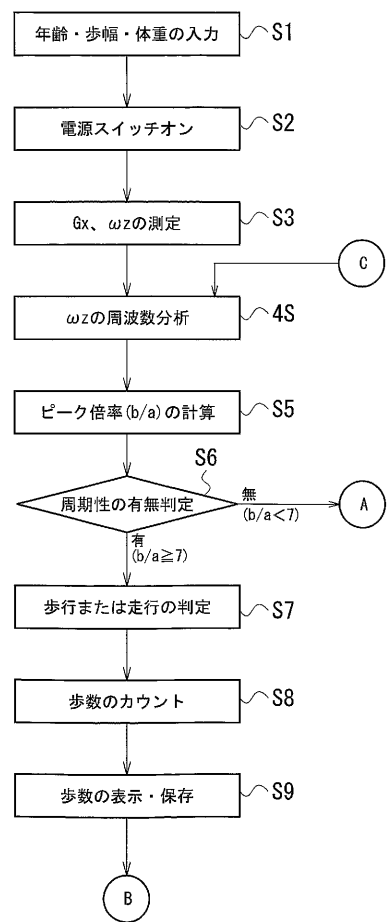 年齢・歩幅・体重の入力 S1
電源スイッチオン S2
Gx、ωzの測定 S3
C
ωzの周波数分析 4S
ピーク倍率(b/a)の計算 S5
S6
周期性の有無判定
無
(b/a<7)
A
有
(b/a≧7)
歩行または走行の判定 S7
歩数のカウント S8
歩数の表示・保存 S9
B